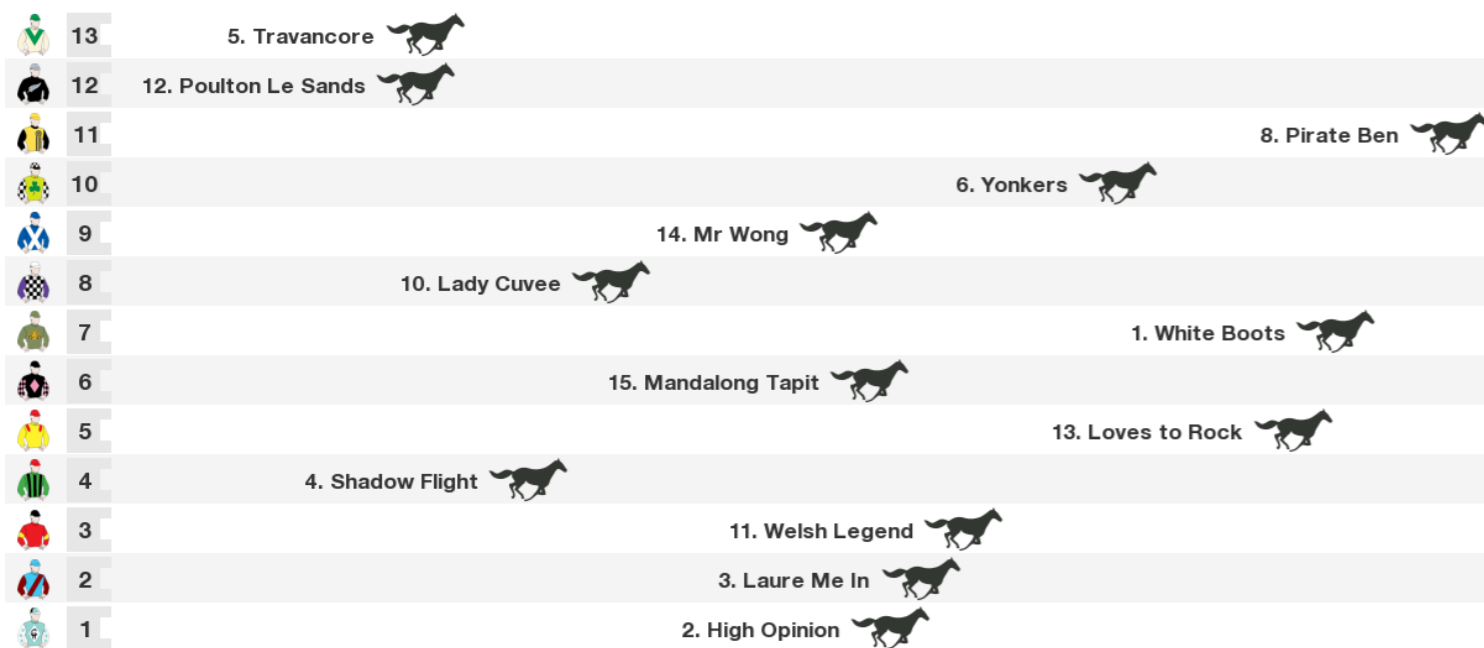 13 5. Travancore
12 12. Poulton Le Sands
11 8. Pirate Ben
10 6. Yonkers
9 14. Mr Wong
8 10. Lady Cuvee
7 1. White Boots
6 15. Mandalong Tapit
5 13. Loves to Rock
4 4. Shadow Flight
3 11. Welsh Legend
2 3. Laure Me In
1 2. High Opinion